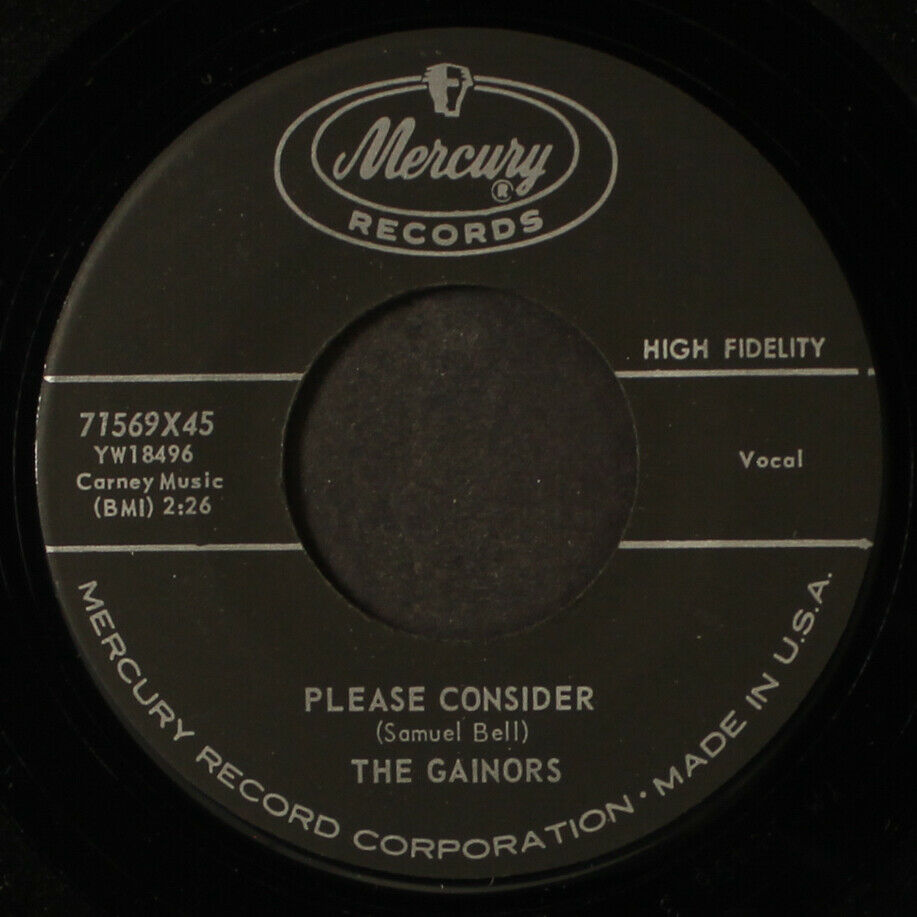 Mercury
®
RECORDS
HIGH FIDELITY
71569X45
YW18496
Carney Music
(BMI) 2:26
Vocal
PLEASE CONSIDER
(Samuel Bell)
THE GAINORS
MERCURY RECORD CORPORATION · MADE IN U.S.A.